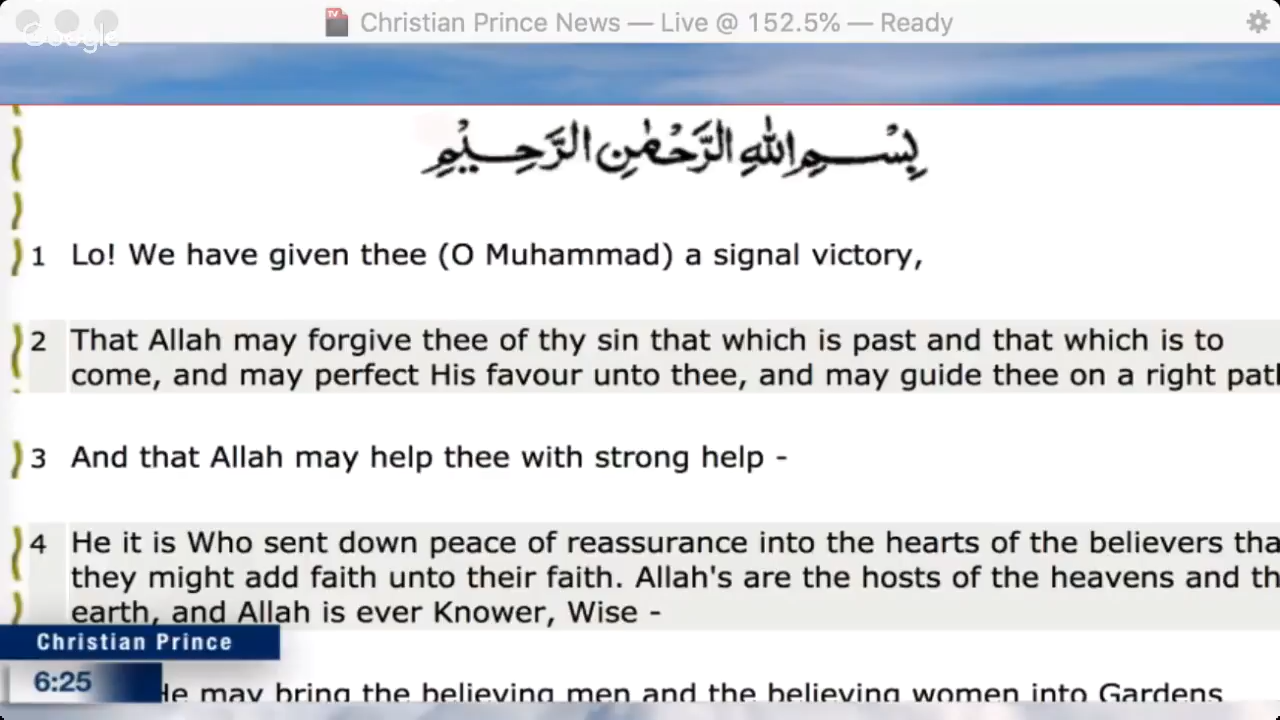 Christian Prince News — Live @ 152.5% — Ready
Google
بِسْمِ اللهِ الرَّحْمٰنِ الرَّحِيْمِ
1 Lo! We have given thee (O Muhammad) a signal victory,
2 That Allah may forgive thee of thy sin that which is past and that which is to
come, and may perfect His favour unto thee, and may guide thee on a right pat
3 And that Allah may help thee with strong help -
4 He it is Who sent down peace of reassurance into the hearts of the believers tha
they might add faith unto their faith. Allah's are the hosts of the heavens and th
earth, and Allah is ever Knower, Wise -
Christian Prince
6:25
He may bring the believing men and the believing women into Gardens